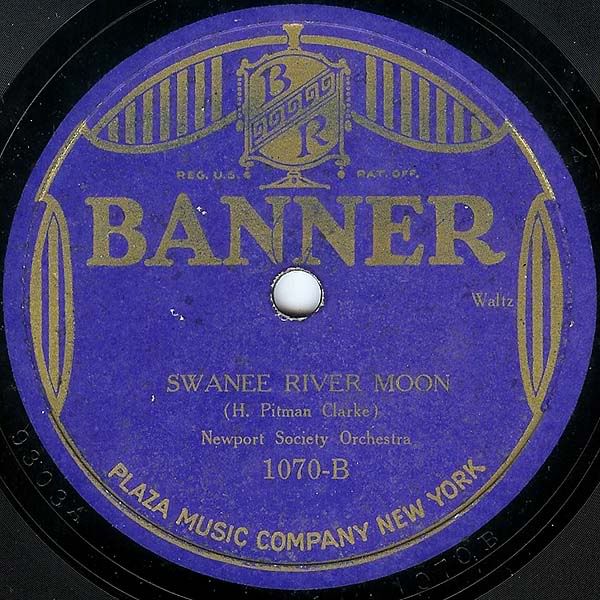 B
R
REG. U.S. PAT. OFF.
BANNER
Waltz
SWANEE RIVER MOON
(H. Pitman Clarke)
Newport Society Orchestra
1070-B
PLAZA MUSIC COMPANY NEW YORK
1070.B